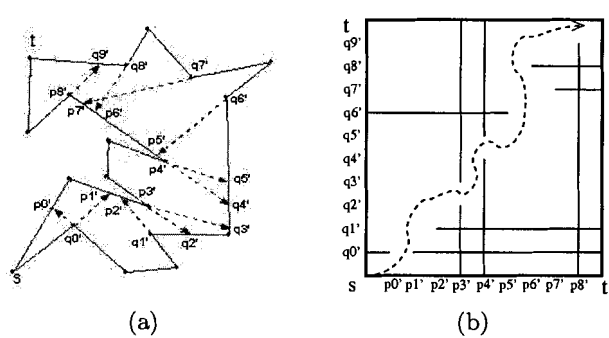 t
q9'
q8'
q7'
p8'
p7'
p6'
q6'
p5'
p4'
q5'
p3'
q4'
p1'
p0'
p2'
q3'
q0'
q1'
q2'
s
(a)
t
q9'
q8'
q7'
q6'
q5'
q4'
q3'
q2'
q1'
q0'
s p0' p1' p2' p3' p4' p5' p6' p7' p8' t
(b)